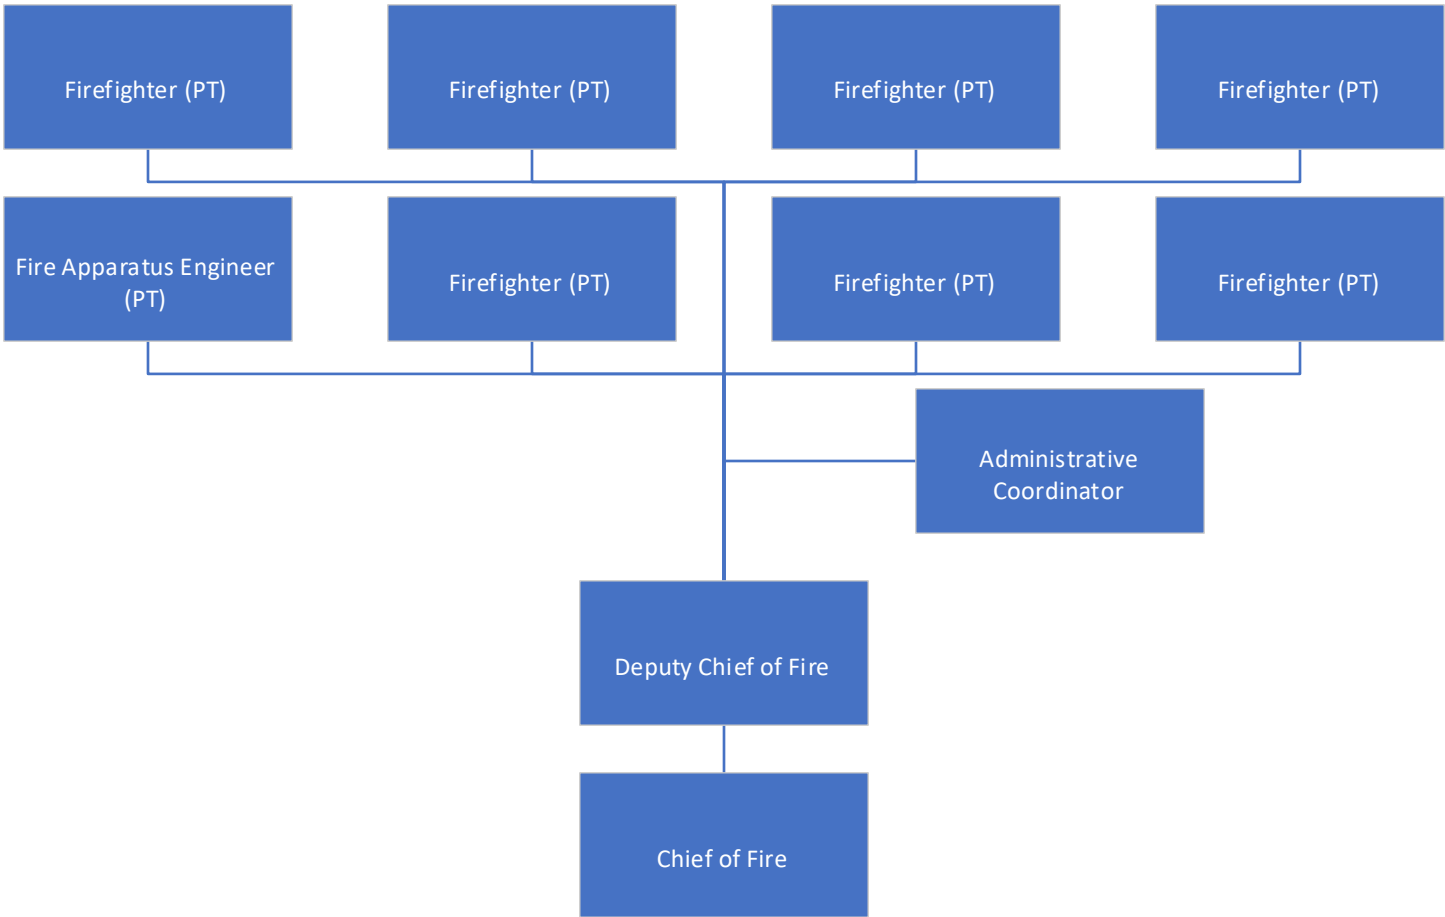 Firefighter (PT)
Firefighter (PT)
Firefighter (PT)
Firefighter (PT)
Fire Apparatus Engineer
(PT)
Firefighter (PT)
Firefighter (PT)
Firefighter (PT)
Administrative
Coordinator
Deputy Chief of Fire
Chief of Fire